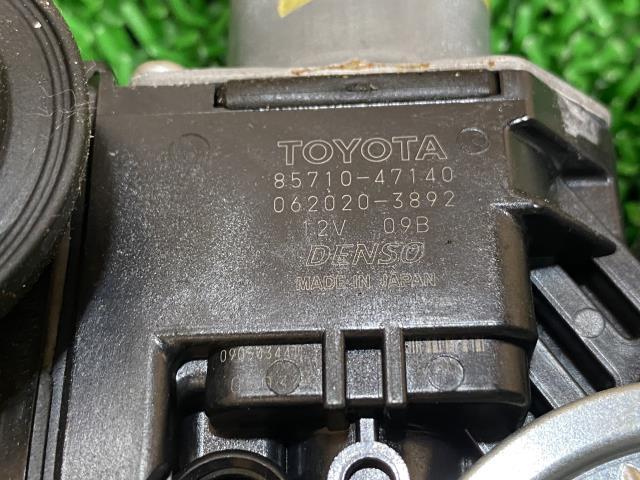 TOYOTA
85710-47140
062020-3892
12V 09B
DENSO
MADE IN JAPAN